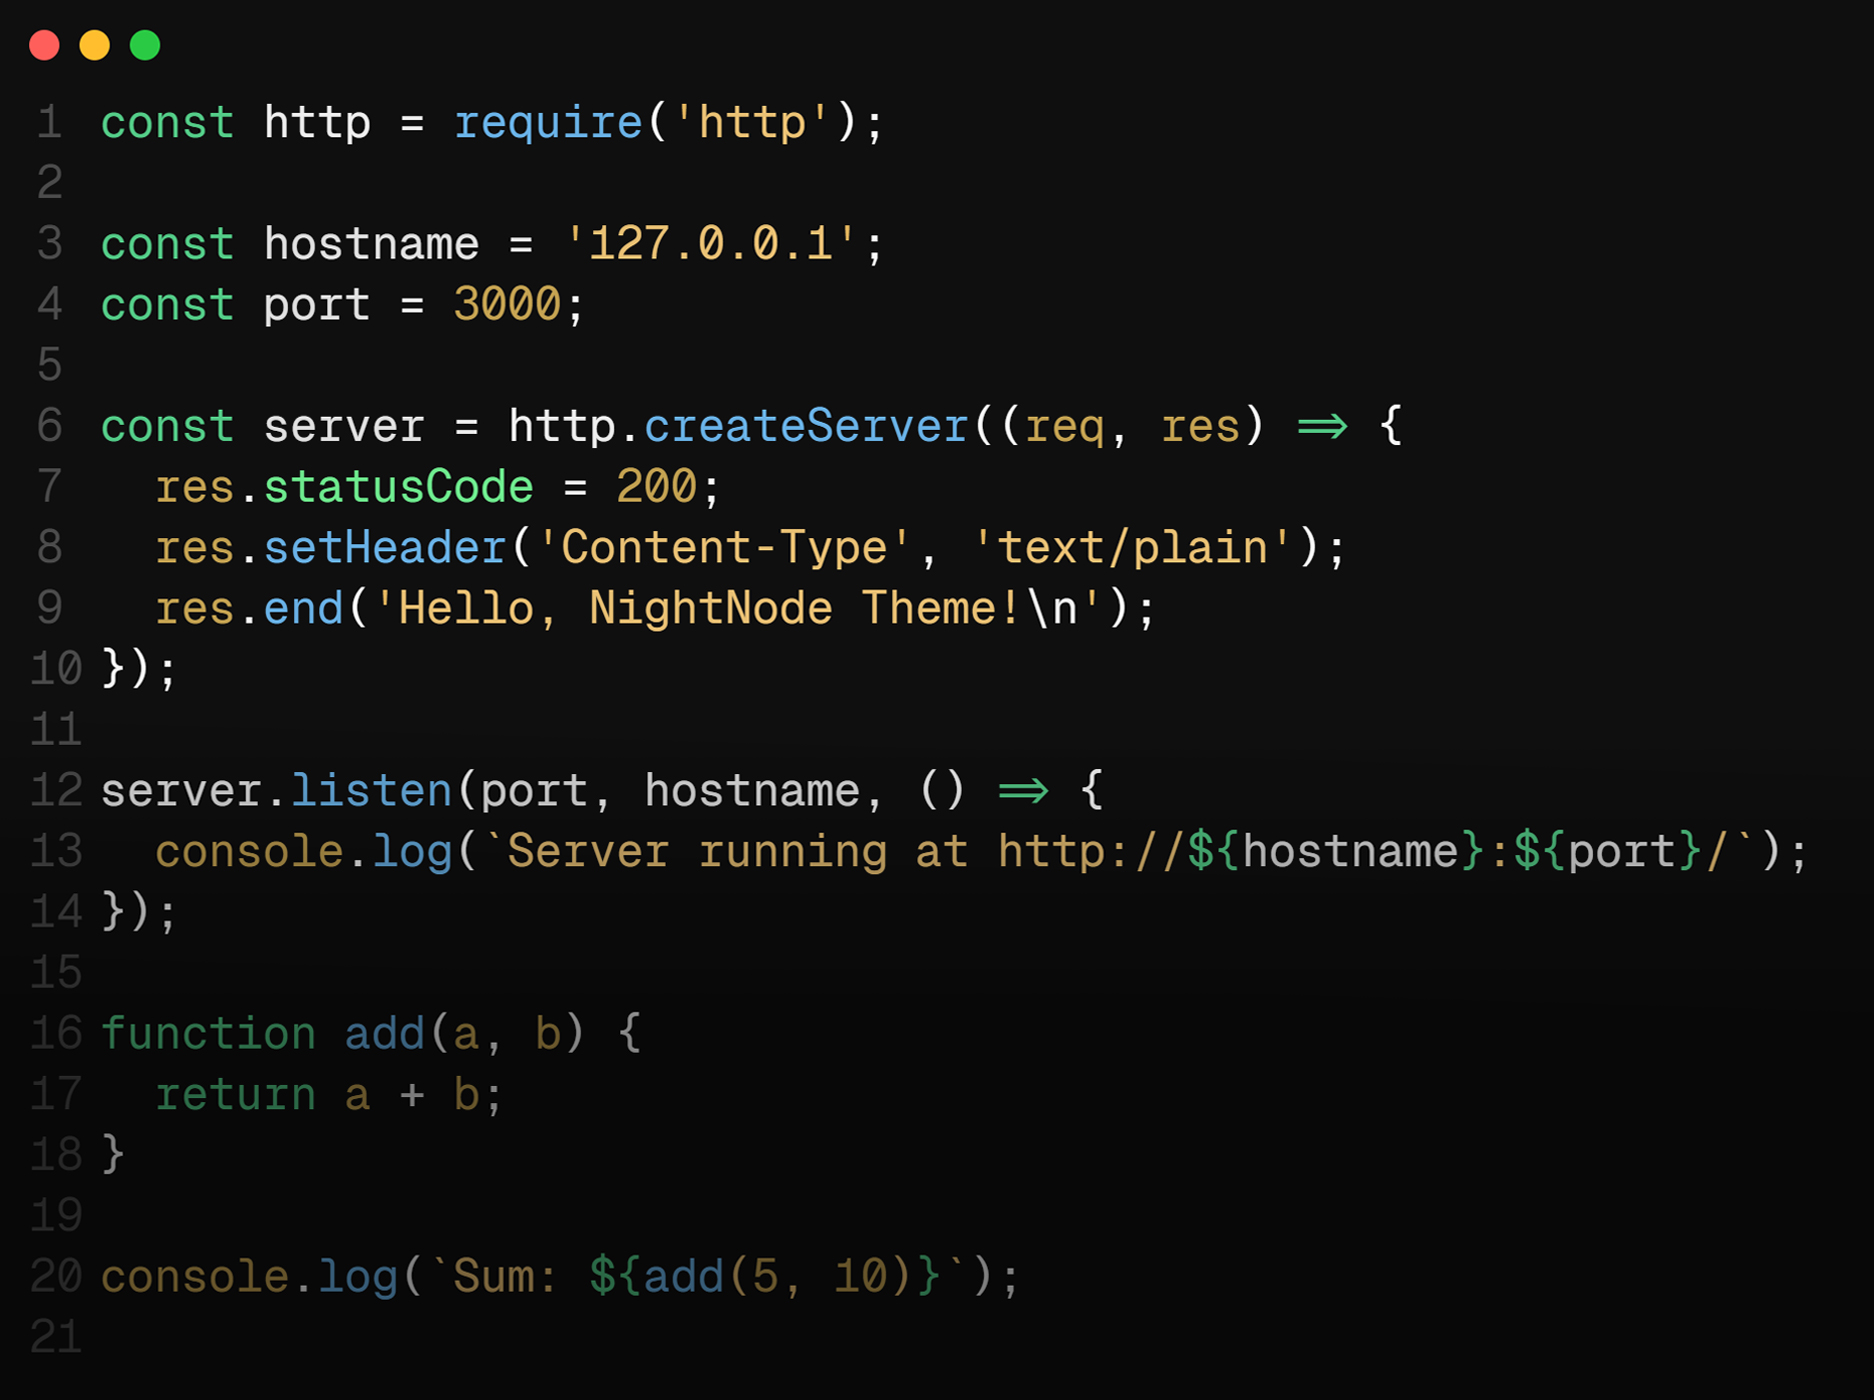 1 const http = require('http');
2
3 const hostname = '127.0.0.1';
4 const port = 3000;
5
6 const server = http.createServer((req, res) => {
7   res.statusCode = 200;
8   res.setHeader('Content-Type', 'text/plain');
9   res.end('Hello, NightNode Theme!\n');
10 });
11
12 server.listen(port, hostname, () => {
13   console.log(`Server running at http://${hostname}:${port}/`);
14 });
15
16 function add(a, b) {
17   return a + b;
18 }
19
20 console.log(`Sum: ${add(5, 10)}`);
21